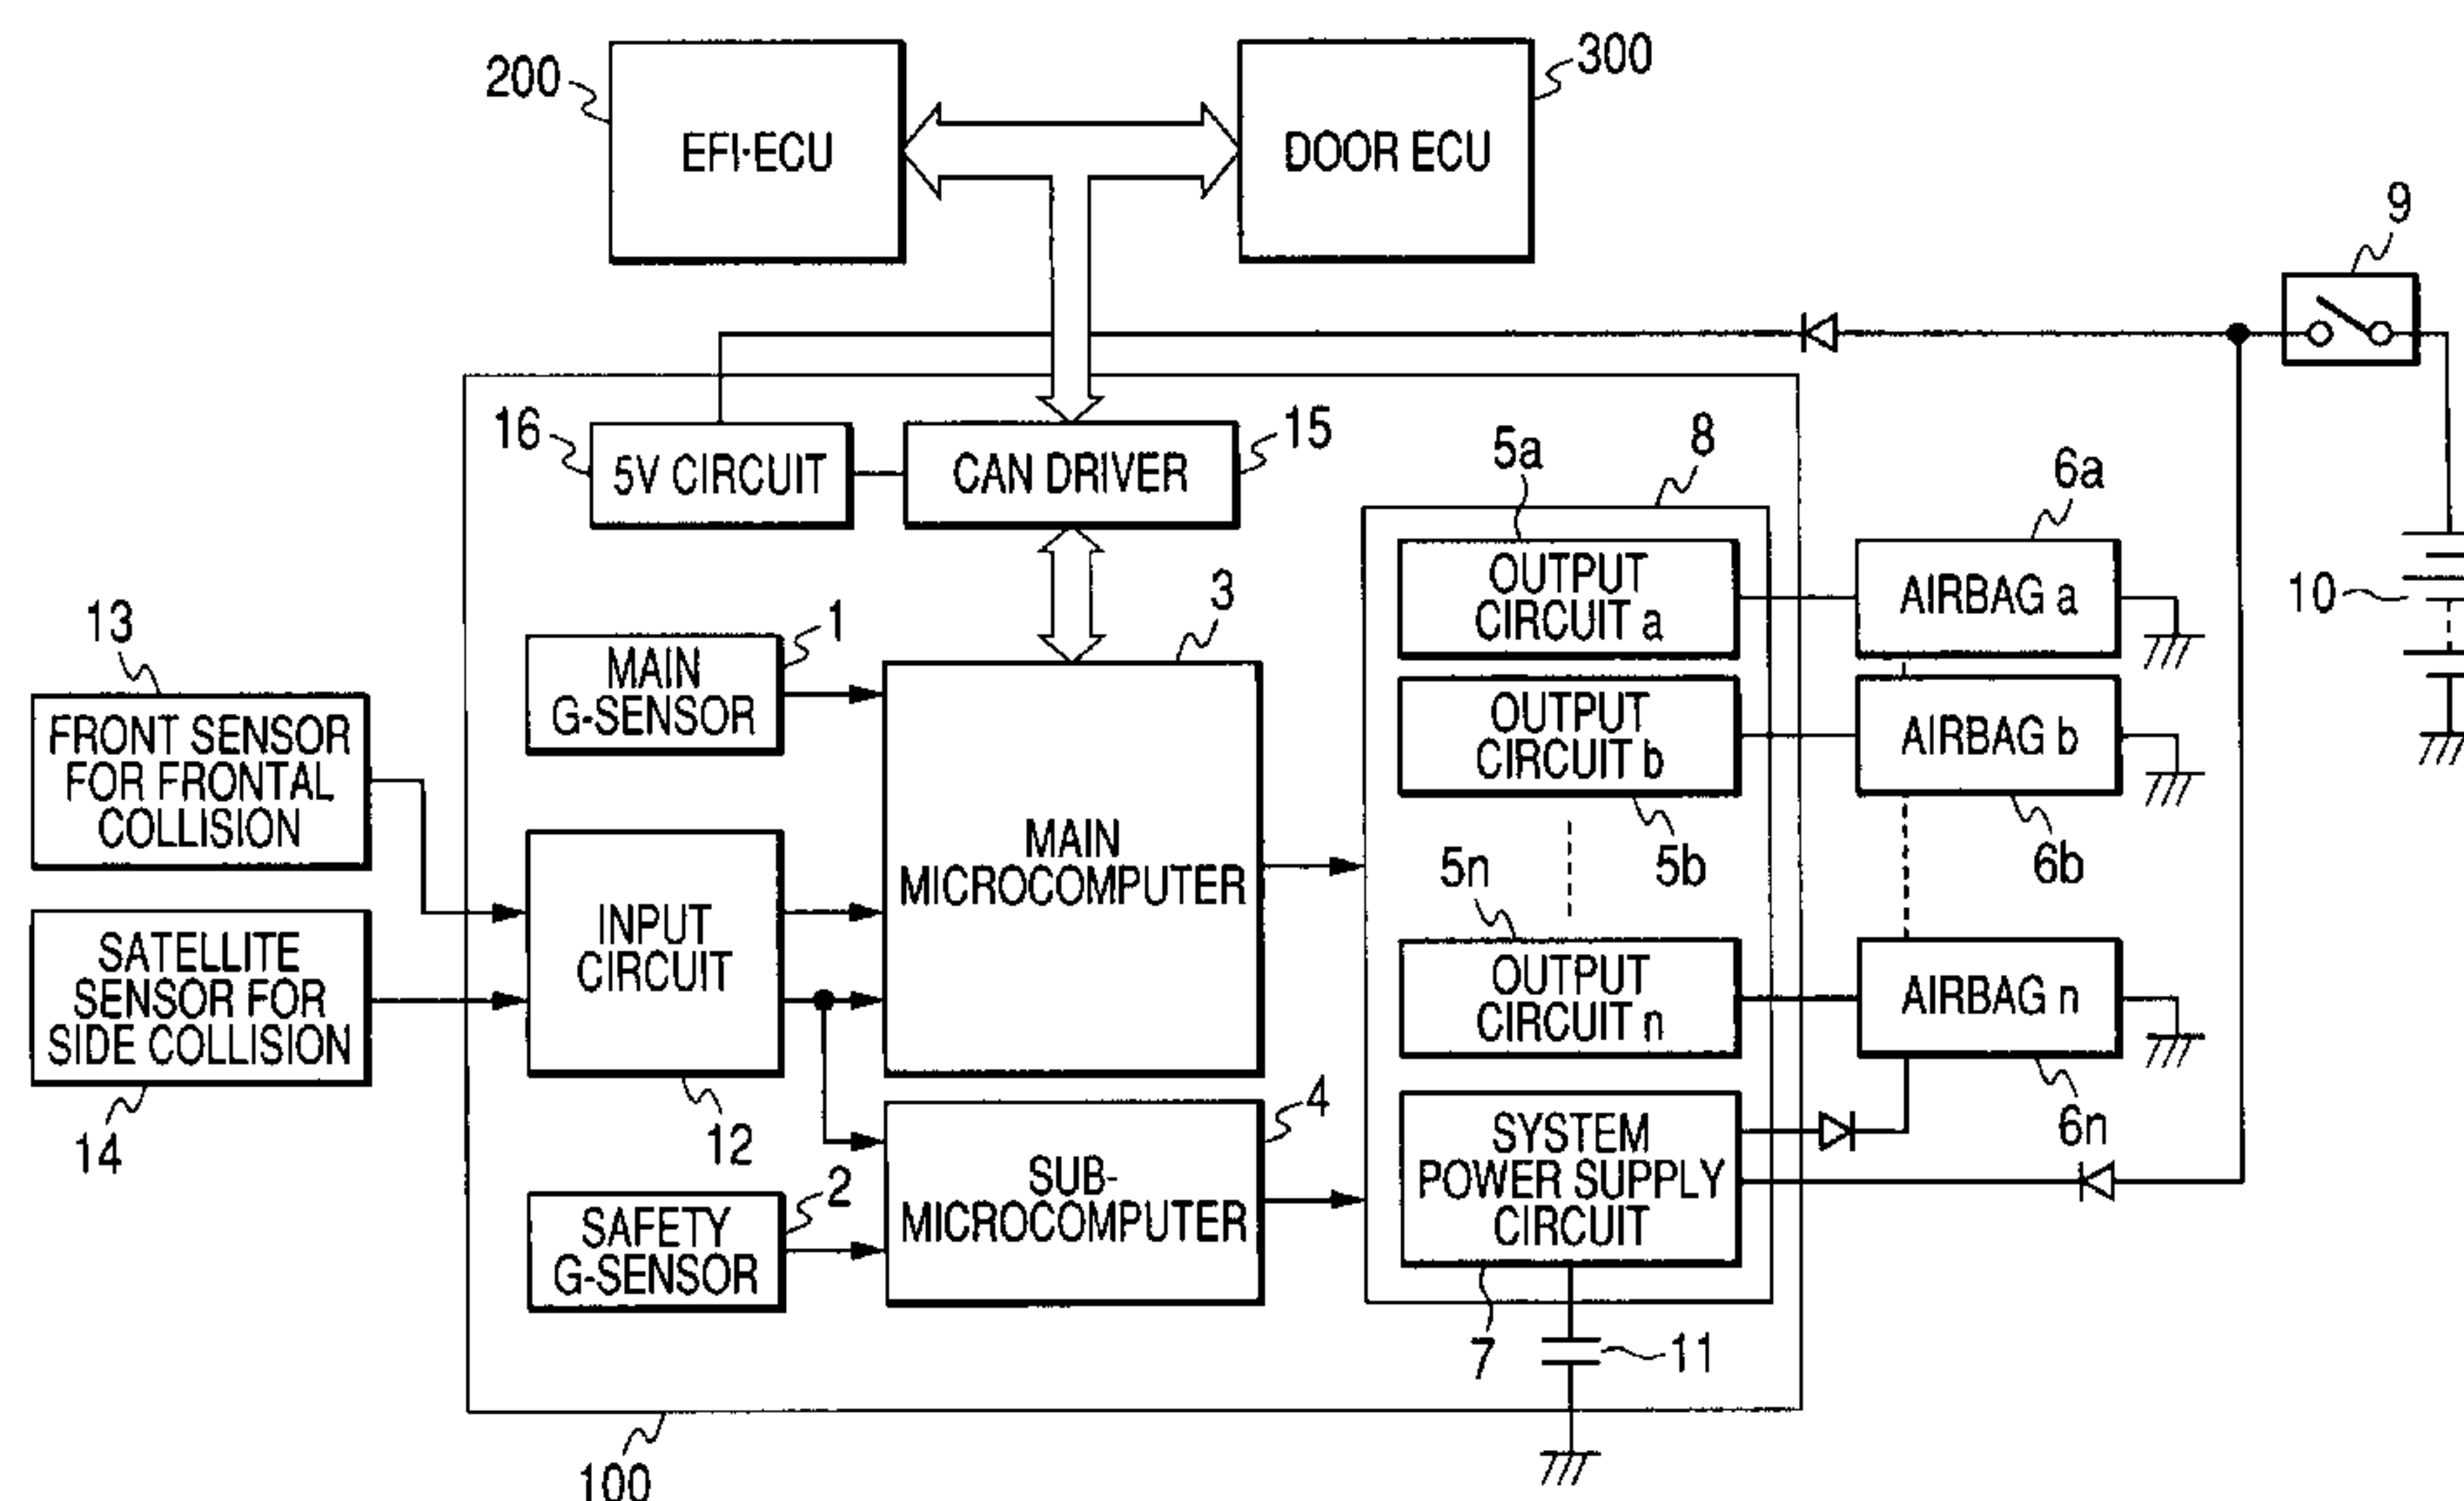 200
EFI·ECU
300
DOOR ECU
9
16
5V CIRCUIT
CAN DRIVER
15
8
5a
OUTPUT
CIRCUIT a
6a
AIRBAG a
10
13
FRONT SENSOR
FOR FRONTAL
COLLISION
1
MAIN
G-SENSOR
3
MAIN
MICROCOMPUTER
OUTPUT
CIRCUIT b
5b
AIRBAG b
6b
5n
OUTPUT
CIRCUIT n
AIRBAG n
6n
SATELLITE
SENSOR FOR
SIDE COLLISION
14
INPUT
CIRCUIT
12
4
SUB-
MICROCOMPUTER
2
SAFETY
G-SENSOR
SYSTEM
POWER SUPPLY
CIRCUIT
7
11
100